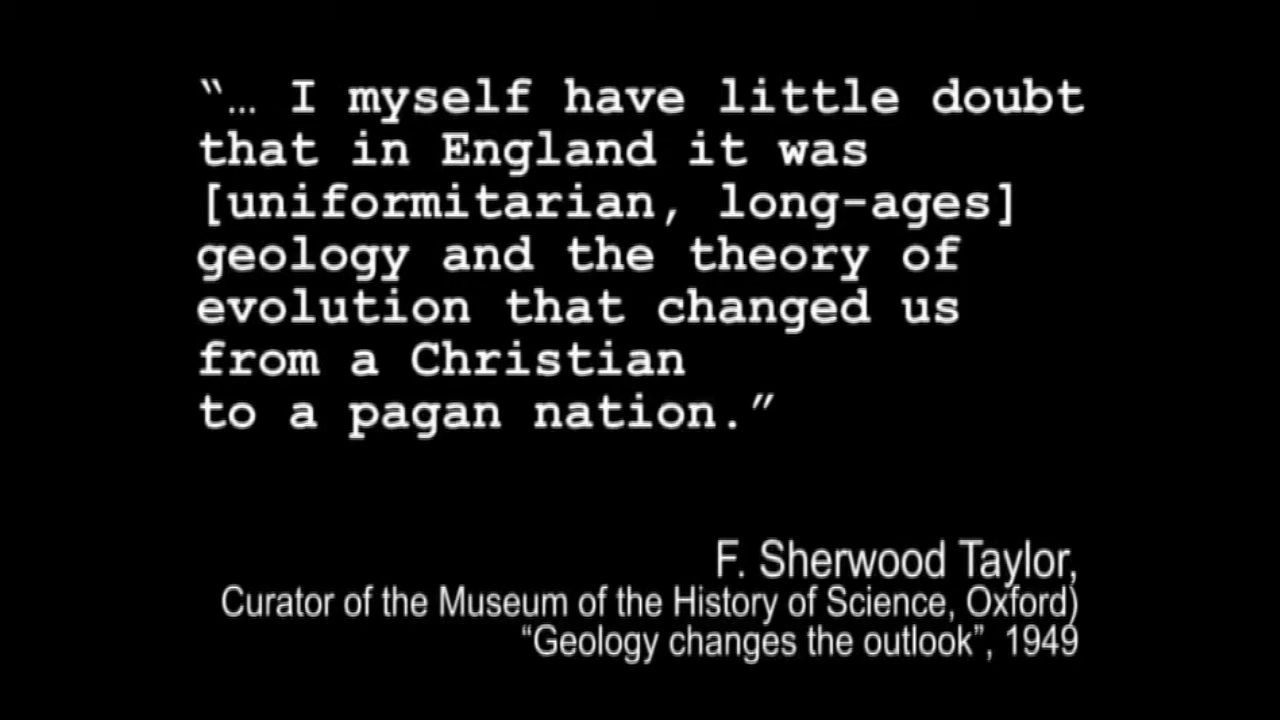 “… I myself have little doubt
that in England it was
[uniformitarian, long-ages]
geology and the theory of
evolution that changed us
from a Christian
to a pagan nation.”
F. Sherwood Taylor,
Curator of the Museum of the History of Science, Oxford)
“Geology changes the outlook”, 1949